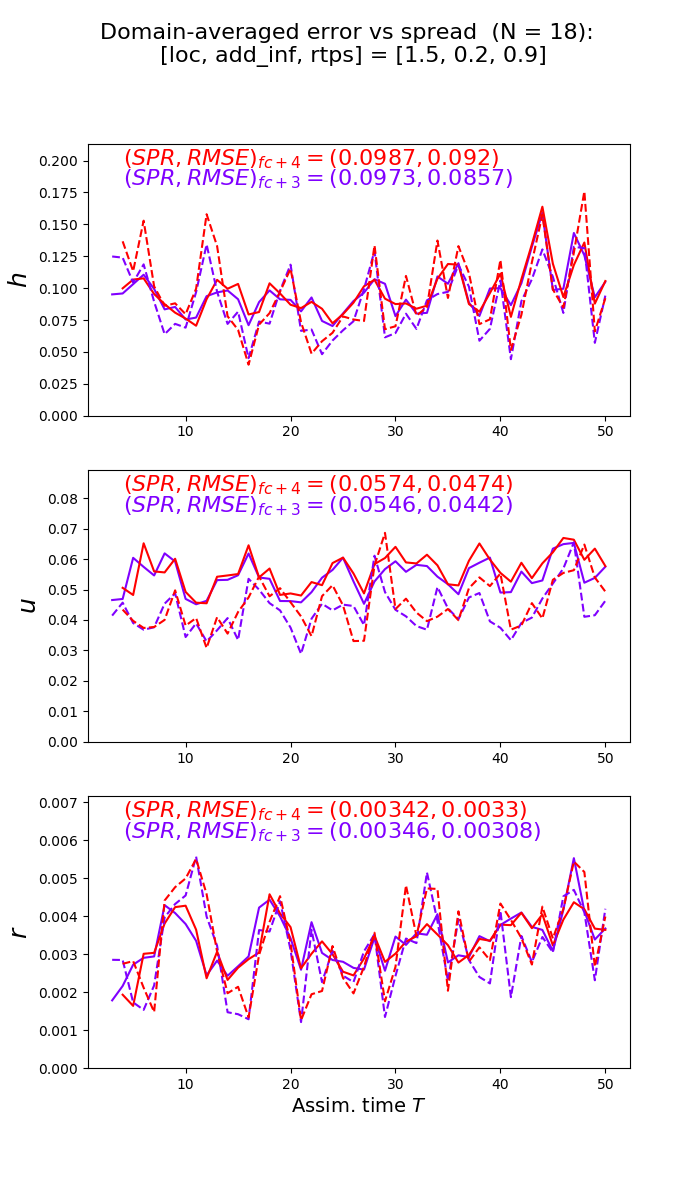 Domain-averaged error vs spread (N = 18):
[loc, add_inf, rtps] = [1.5, 0.2, 0.9]
(SPR, RMSE)fc+4 = (0.0987, 0.092)
(SPR, RMSE)fc+3 = (0.0973, 0.0857)
0.200
0.175
0.150
0.125
0.100
0.075
0.050
0.025
0.000
h
10 20 30 40 50
(SPR, RMSE)fc+4 = (0.0574, 0.0474)
(SPR, RMSE)fc+3 = (0.0546, 0.0442)
0.08
0.07
0.06
0.05
0.04
0.03
0.02
0.01
0.00
u
10 20 30 40 50
(SPR, RMSE)fc+4 = (0.00342, 0.0033)
(SPR, RMSE)fc+3 = (0.00346, 0.00308)
0.007
0.006
0.005
0.004
0.003
0.002
0.001
0.000
r
10 20 30 40 50
Assim. time T